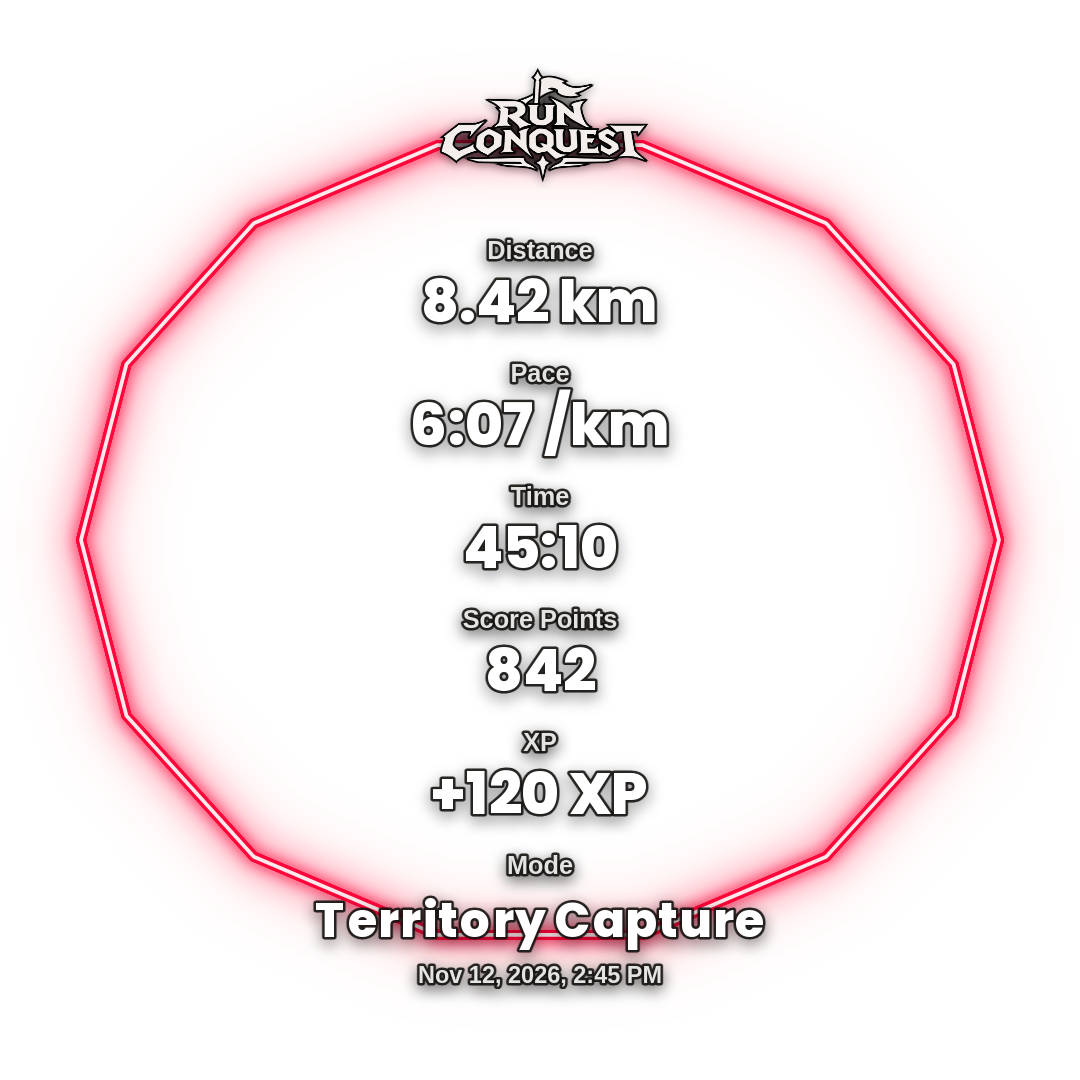 RUN
CONQUEST
Distance
8.42 km
Pace
6:07 /km
Time
45:10
Score Points
842
XP
+120 XP
Mode
Territory Capture
Nov 12, 2026, 2:45 PM